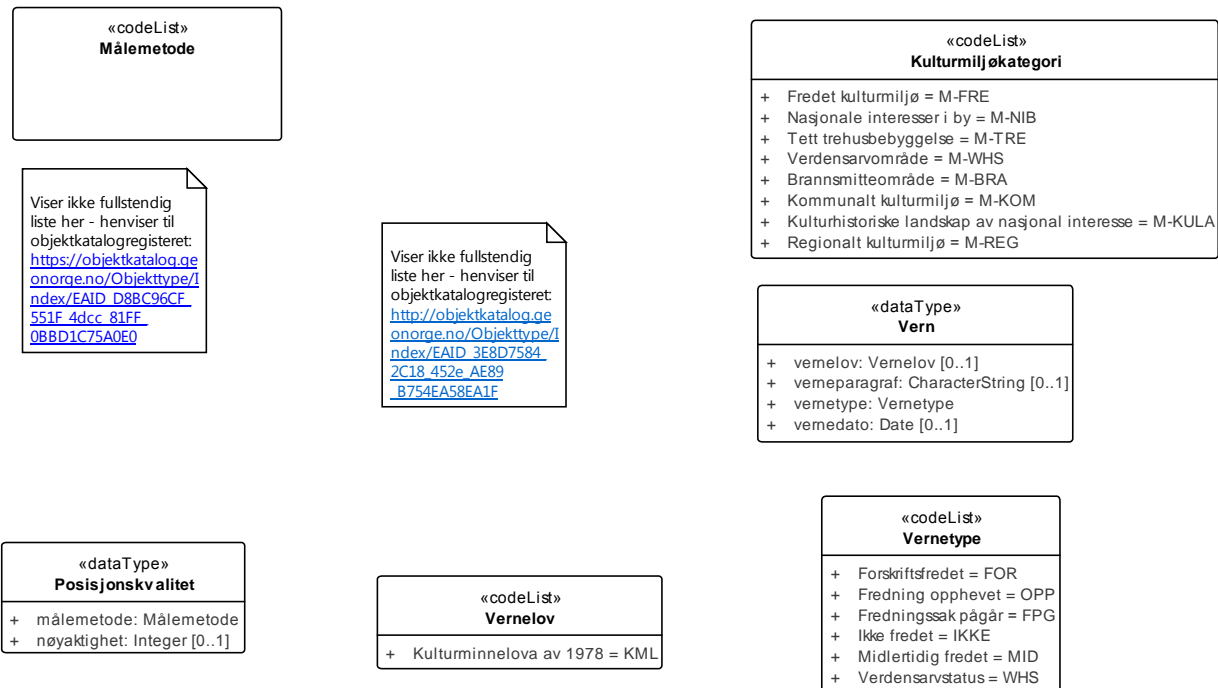 «codeList»
Målemetode
Viser ikke fullstendig
liste her - henviser til
objektkatalogregisteret:
https://objektkatalog.ge
onorge.no/Objekttype/I
ndex/EAID_D8BC96CF_
551F_4dcc_81FF_
0BBD1C75A0E0
Viser ikke fullstendig
liste her - henviser til
objektkatalogregisteret:
http://objektkatalog.ge
onorge.no/Objekttype/I
ndex/EAID_3E8D7584_
2C18_452e_AE89
_B754EA58EA1F
«codeList»
Kulturmiljøkategori
+ Fredet kulturmiljø = M-FRE
+ Nasjonale interesser i by = M-NIB
+ Tett trehusbebyggelse = M-TRE
+ Verdensarvområde = M-WHS
+ Brannsmitteområde = M-BRA
+ Kommunalt kulturmiljø = M-KOM
+ Kulturhistoriske landskap av nasjonal interesse = M-KULA
+ Regionalt kulturmiljø = M-REG
«dataType»
Vern
+ vernelov: Vernelov [0..1]
+ verneparagraf: CharacterString [0..1]
+ vernetype: Vernetype
+ vernedato: Date [0..1]
«dataType»
Posisjonskvalitet
+ målemetode: Målemetode
+ nøyaktighet: Integer [0..1]
«codeList»
Vernelov
+ Kulturminnelova av 1978 = KML
«codeList»
Vernetype
+ Forskriftsfredet = FOR
+ Fredning opphevet = OPP
+ Fredningssak pågår = FPG
+ Ikke fredet = IKKE
+ Midlertidig fredet = MID
+ Verdensarvstatus = WHS